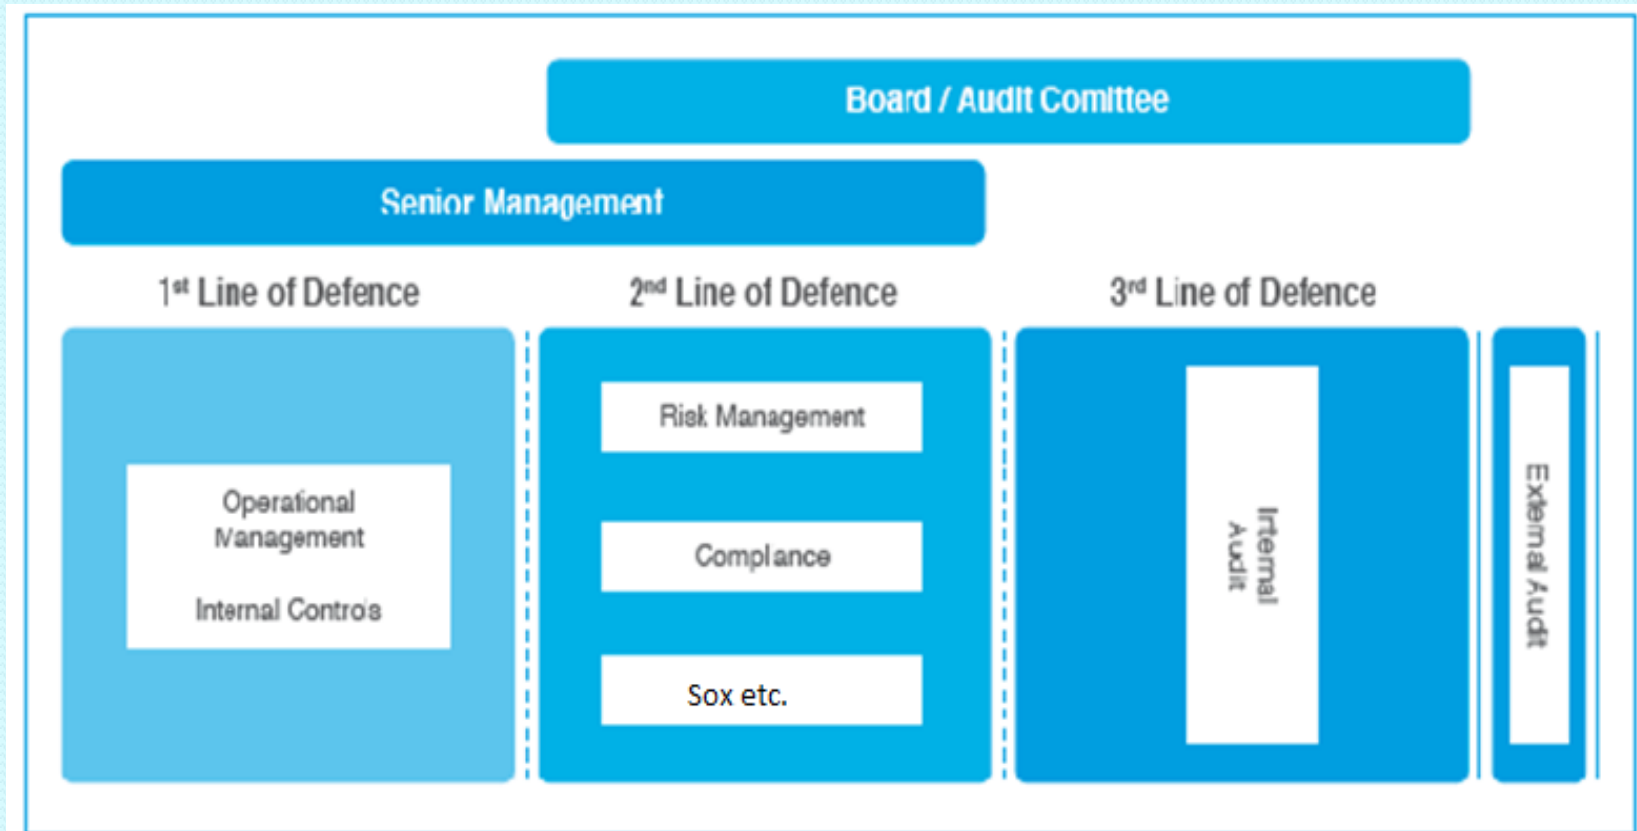 Board / Audit Comittee
Senior Management
1st Line of Defence
2nd Line of Defence
3rd Line of Defence
Operational
Management
Internal Controls
Risk Management
Compliance
Sox etc.
Internal
Audit
External Audit